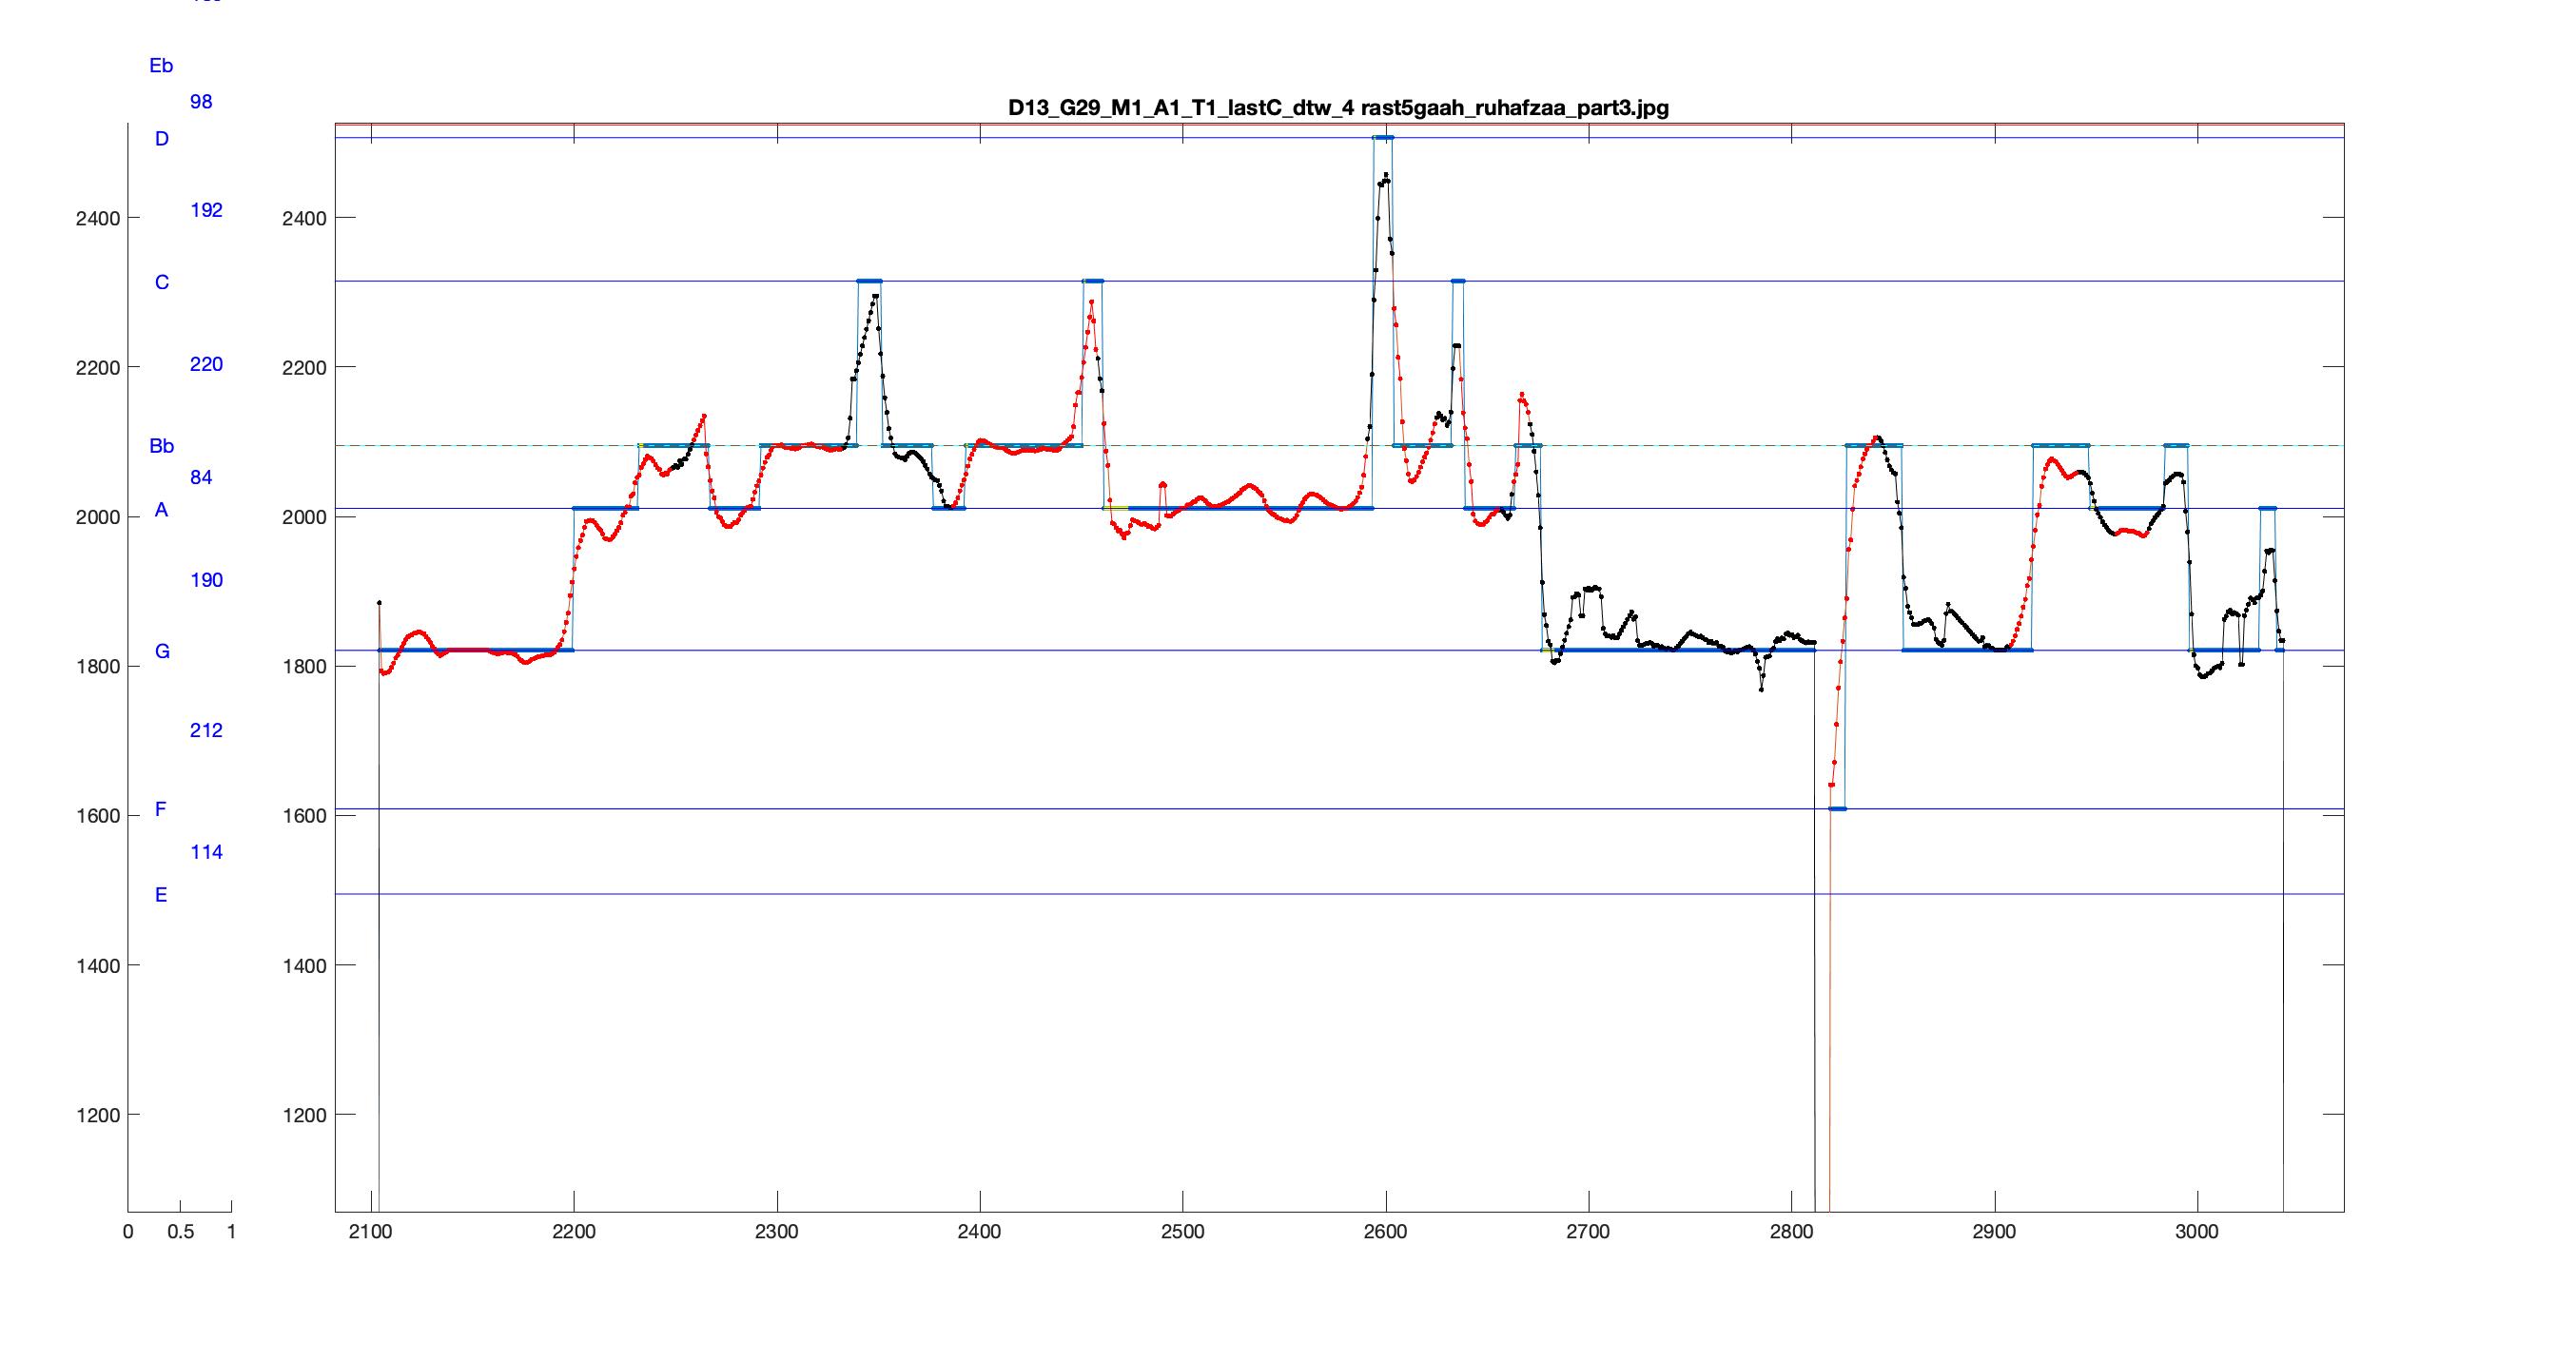 Eb
98
D13_G29_M1_A1_T1_lastC_dtw_4 rast5gaah_ruhafzaa_part3.jpg
D
2400 192 2400
C
2200 220 2200
Bb
84
2000 A 2000
190
1800 G 1800
212
1600 F 1600
114
E
1400 1400
1200 1200
0 0.5 1 2100 2200 2300 2400 2500 2600 2700 2800 2900 3000